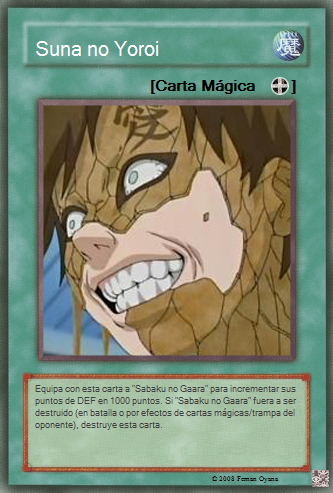 Suna no Yoroi
魔
[Carta Mágica ]
Equipa con esta carta a "Sabaku no Gaara" para incrementar sus
puntos de DEF en 1000 puntos. Si "Sabaku no Gaara" fuera a ser
destruido (en batalla o por efectos de cartas mágicas/trampa del
oponente), destruye esta carta.
© 2008 Fernan Oyana